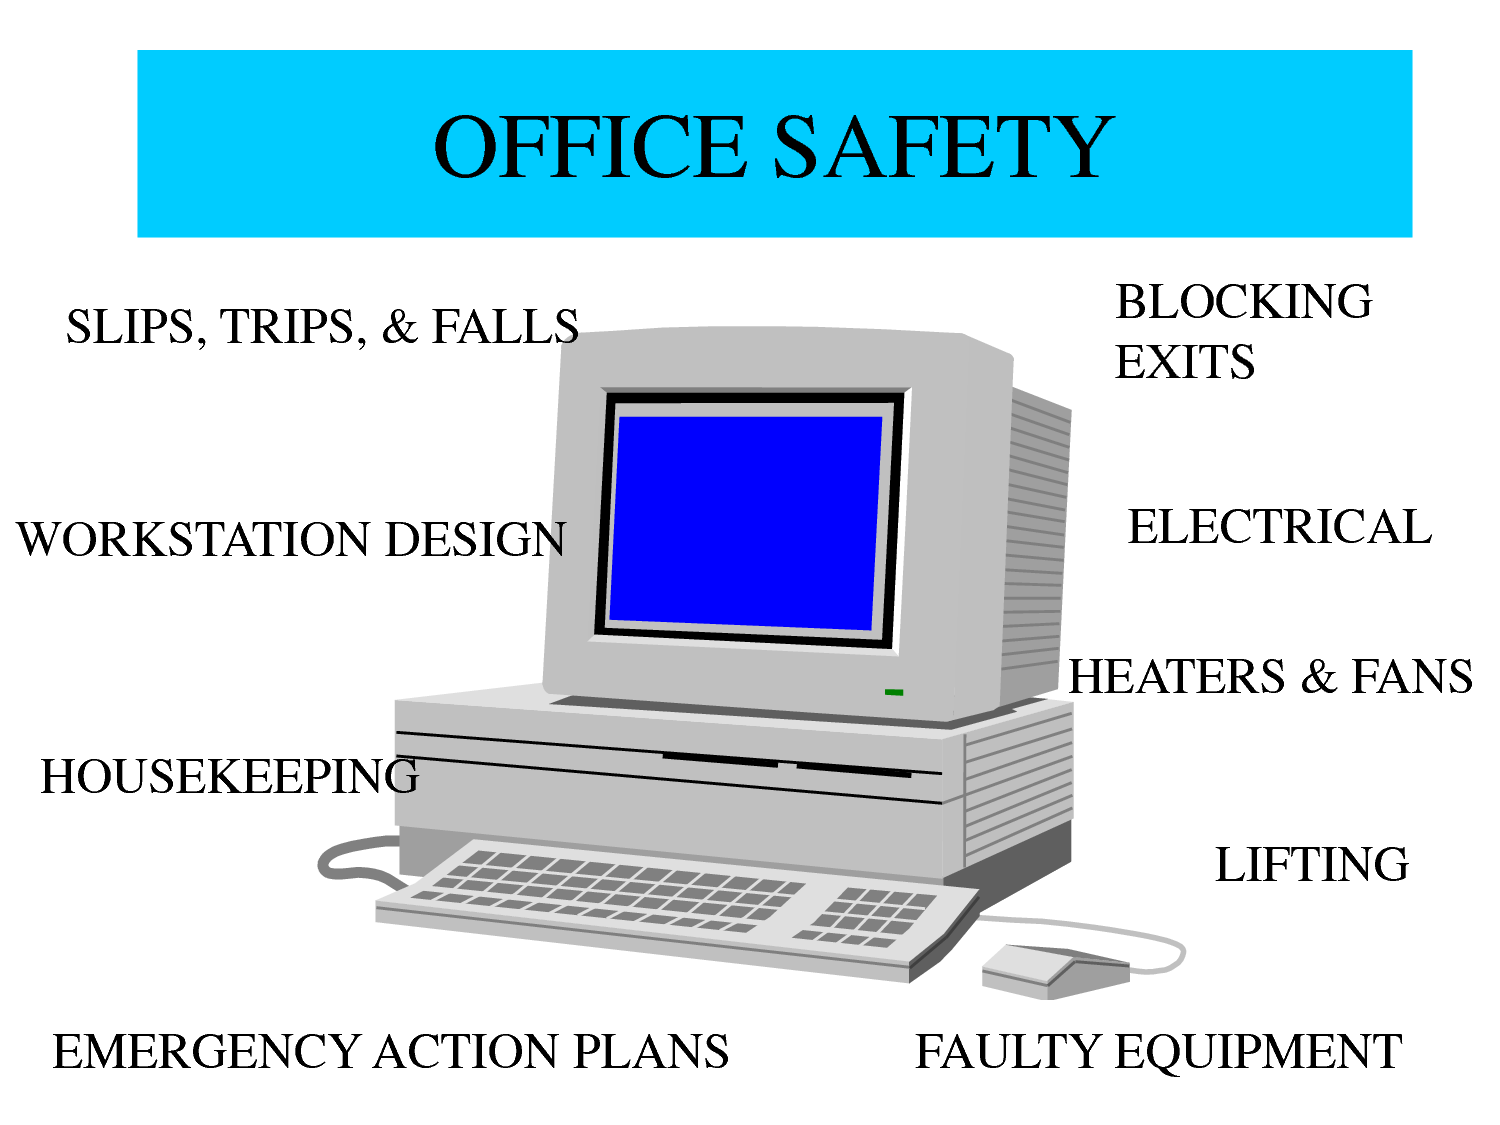 OFFICE SAFETY
SLIPS, TRIPS, & FALLS
BLOCKING
EXITS
WORKSTATION DESIGN
ELECTRICAL
HEATERS & FANS
HOUSEKEEPING
LIFTING
EMERGENCY ACTION PLANS
FAULTY EQUIPMENT